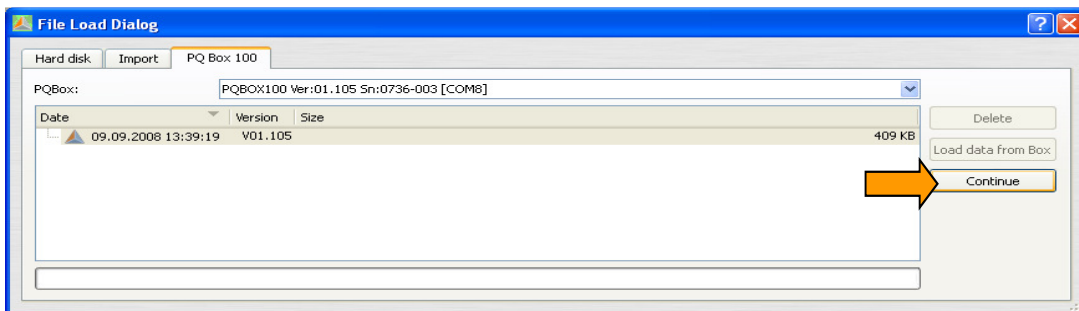 File Load Dialog
Hard disk Import PQ Box 100
PQBox: PQBOX100 Ver:01.105 Sn:0736-003 [COM8]
Date Version Size
09.09.2008 13:39:19 V01.105 409 KB
Delete
Load data from Box
Continue